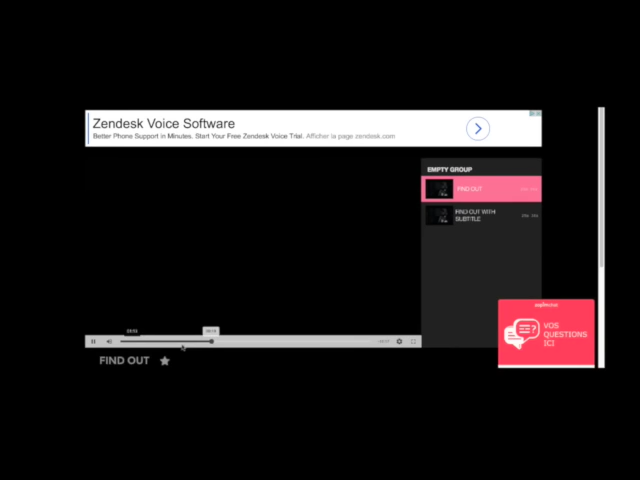 Zendesk Voice Software
Better Phone Support in Minutes. Start Your Free Zendesk Voice Trial. Afficher la page zendesk.com
EMPTY GROUP
FIND OUT
FIND OUT WITH
SUBTITLE
VOS
QUESTIONS
ICI
FIND OUT